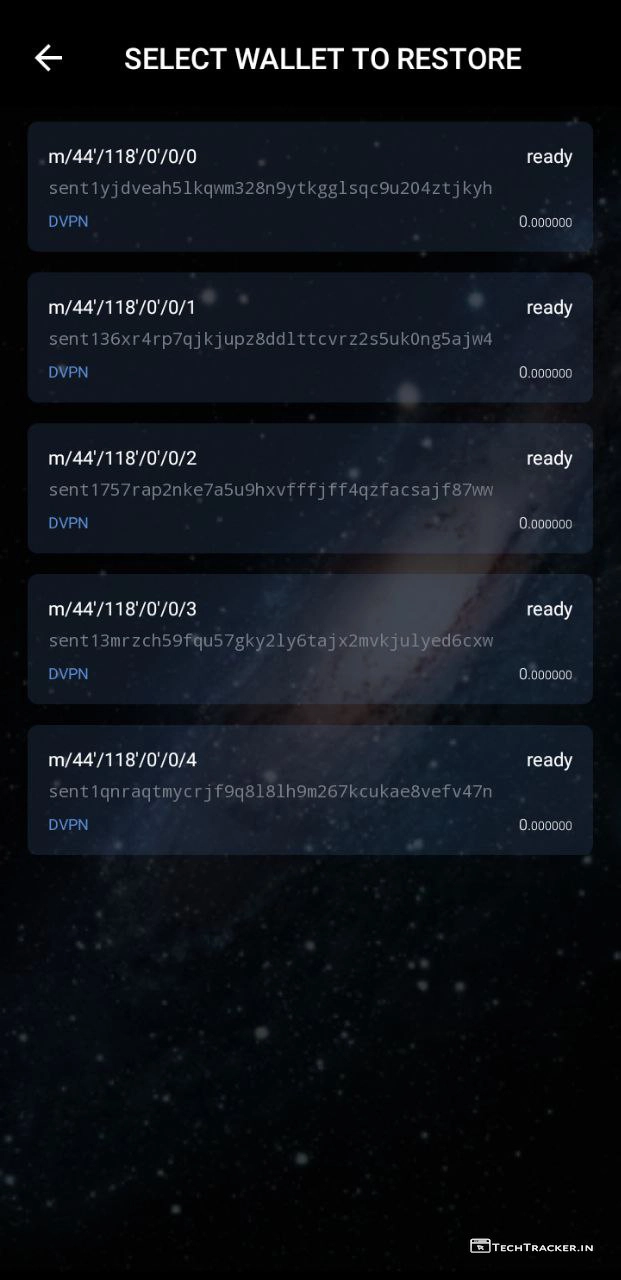 SELECT WALLET TO RESTORE
m/44'/118'/0'/0/0 ready
sent1yjdveah5lkqwm328n9ytkgglsqc9u204ztjkyh
DVPN 0.000000
m/44'/118'/0'/0/1 ready
sent136xr4rp7qjkjupz8ddlttcvrz2s5uk0ng5ajw4
DVPN 0.000000
m/44'/118'/0'/0/2 ready
sent1757rap2nke7a5u9hxvfffjff4qzfacsajf87ww
DVPN 0.000000
m/44'/118'/0'/0/3 ready
sent13mrzch59fqu57gky2ly6tajx2mvkjulyed6cxw
DVPN 0.000000
m/44'/118'/0'/0/4 ready
sent1qnraqtmycrjf9q8l8lh9m267kcukae8vefv47n
DVPN 0.000000
TECHTRACKER.IN